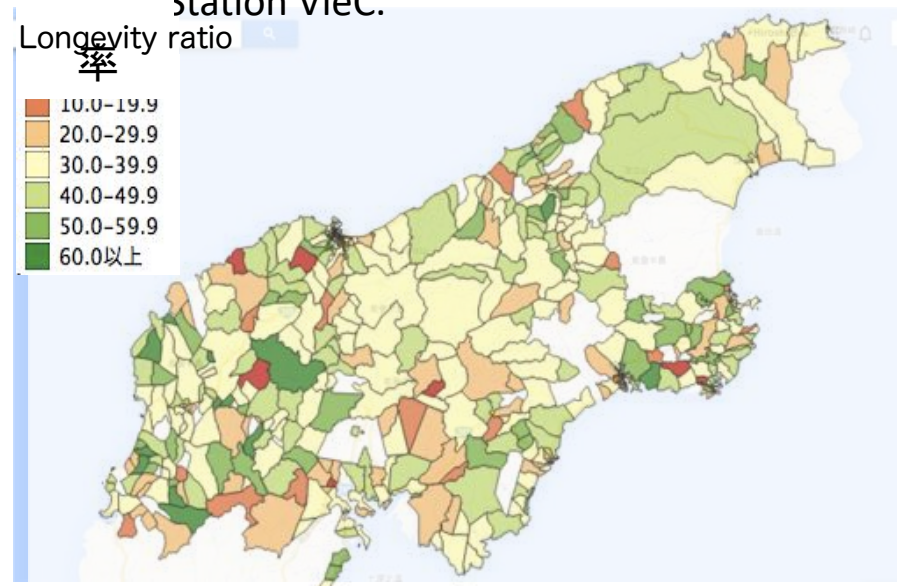 Station VieC.
Longevity ratio
率
10.0-19.9
20.0-29.9
30.0-39.9
40.0-49.9
50.0-59.9
60.0以上